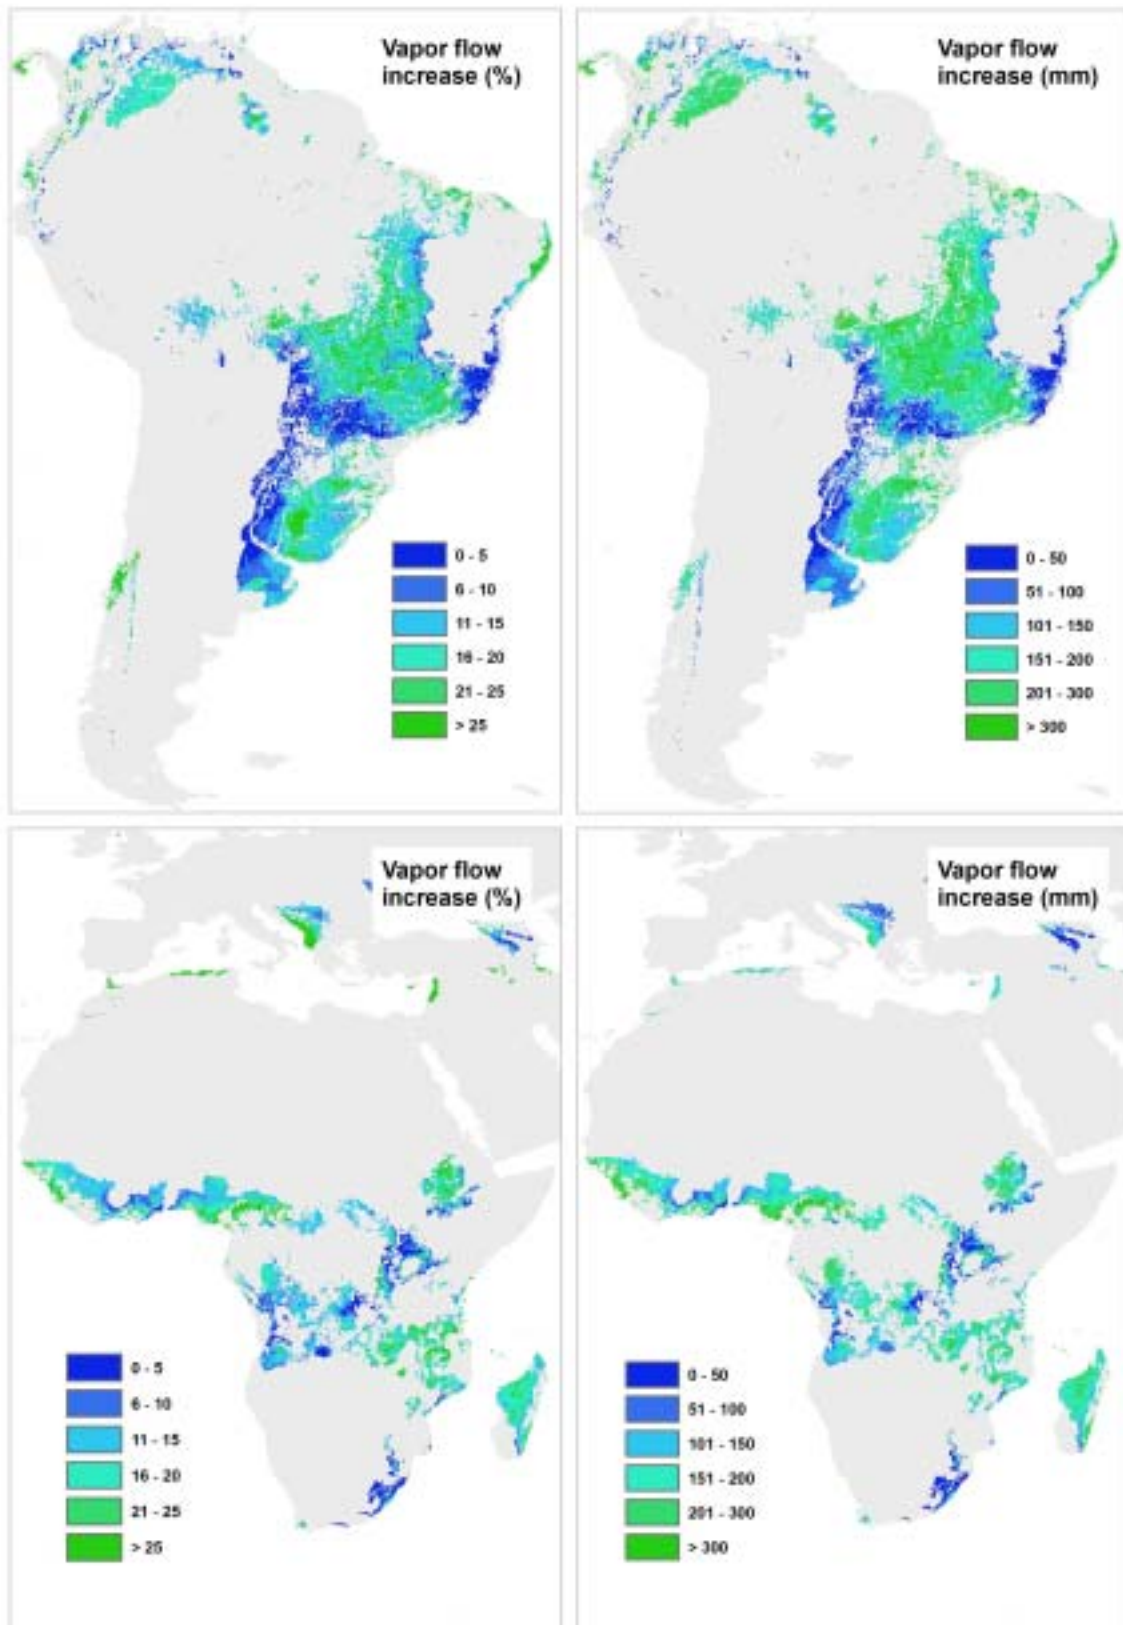 Vapor flow
increase (%)
0 - 5
6 - 10
11 - 15
16 - 20
21 - 25
> 25
Vapor flow
increase (mm)
0 - 50
51 - 100
101 - 150
151 - 200
201 - 300
> 300
Vapor flow
increase (%)
0 - 5
6 - 10
11 - 15
16 - 20
21 - 25
> 25
Vapor flow
increase (mm)
0 - 50
51 - 100
101 - 150
151 - 200
201 - 300
> 300